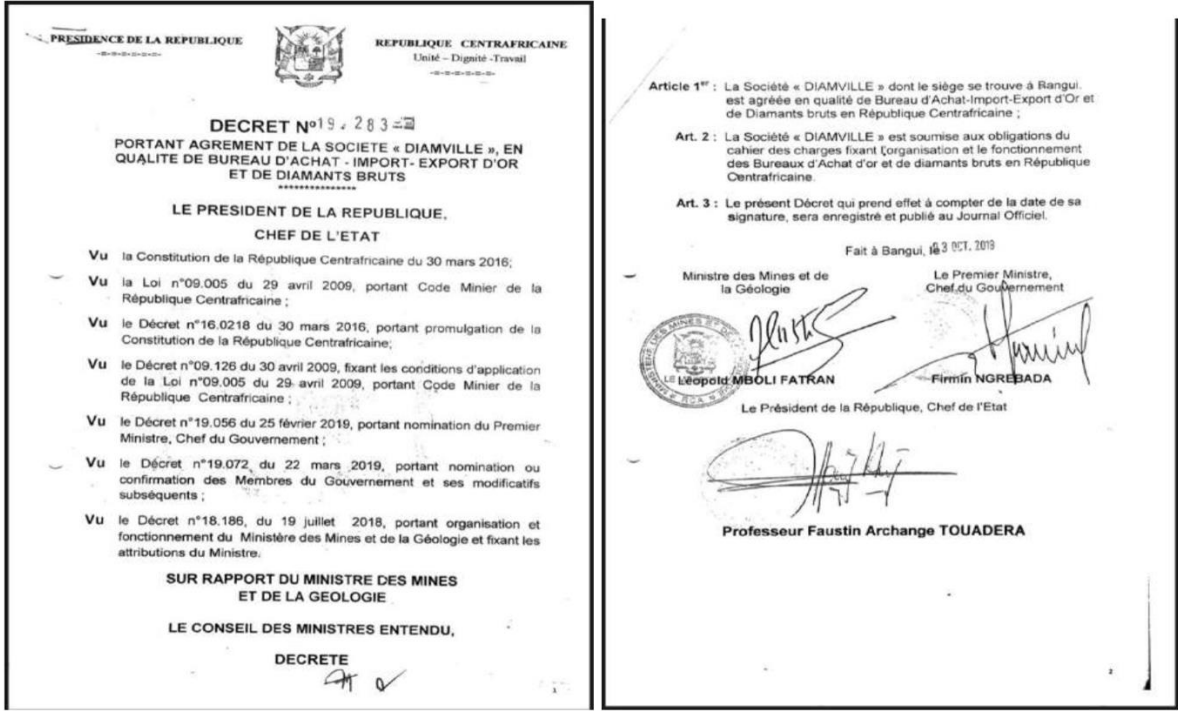 PRESIDENCE DE LA REPUBLIQUE
-=-=-=-=-=-=-
REPUBLIQUE CENTRAFRICAINE
Unité – Dignité -Travail
-=-=-=-=-=-=-
DECRET Nº19.283
PORTANT AGREMENT DE LA SOCIETE « DIAMVILLE », EN
QUALITE DE BUREAU D'ACHAT - IMPORT- EXPORT D'OR
ET DE DIAMANTS BRUTS
***************
LE PRESIDENT DE LA REPUBLIQUE,
CHEF DE L'ETAT
Vu la Constitution de la République Centrafricaine du 30 mars 2016;
Vu la Loi n°09.005 du 29 avril 2009, portant Code Minier de la
République Centrafricaine ;
Vu le Décret n°16.0218 du 30 mars 2016, portant promulgation de la
Constitution de la République Centrafricaine;
Vu le Décret n°09.126 du 30 avril 2009, fixant les conditions d'application
de la Loi n°09.005 du 29 avril 2009, portant Code Minier de la
République Centrafricaine ;
Vu le Décret n°19.056 du 25 février 2019, portant nomination du Premier
Ministre, Chef du Gouvernement ;
Vu le Décret n°19.072 du 22 mars 2019, portant nomination ou
confirmation des Membres du Gouvernement et ses modificatifs
subséquents ;
Vu le Décret n°18.186, du 19 juillet 2018, portant organisation et
fonctionnement du Ministère des Mines et de la Géologie et fixant les
attributions du Ministre.
SUR RAPPORT DU MINISTRE DES MINES
ET DE LA GEOLOGIE
LE CONSEIL DES MINISTRES ENTENDU,
DECRETE
1
Article 1er : La Société « DIAMVILLE » dont le siège se trouve à Bangui,
est agréée en qualité de Bureau d'Achat-Import-Export d'Or et
de Diamants bruts en République Centrafricaine ;
Art. 2 : La Société « DIAMVILLE » est soumise aux obligations du
cahier des charges fixant l'organisation et le fonctionnement
des Bureaux d'Achat d'or et de diamants bruts en République
Centrafricaine.
Art. 3 : Le présent Décret qui prend effet à compter de la date de sa
signature, sera enregistré et publié au Journal Officiel.
Fait à Bangui, le 3 OCT. 2019
Ministre des Mines et de
la Géologie
Le Premier Ministre,
Chef du Gouvernement
Léopold MBOLI FATRAN
Firmin NGREBADA
Le Président de la République, Chef de l'Etat
Professeur Faustin Archange TOUADERA
2